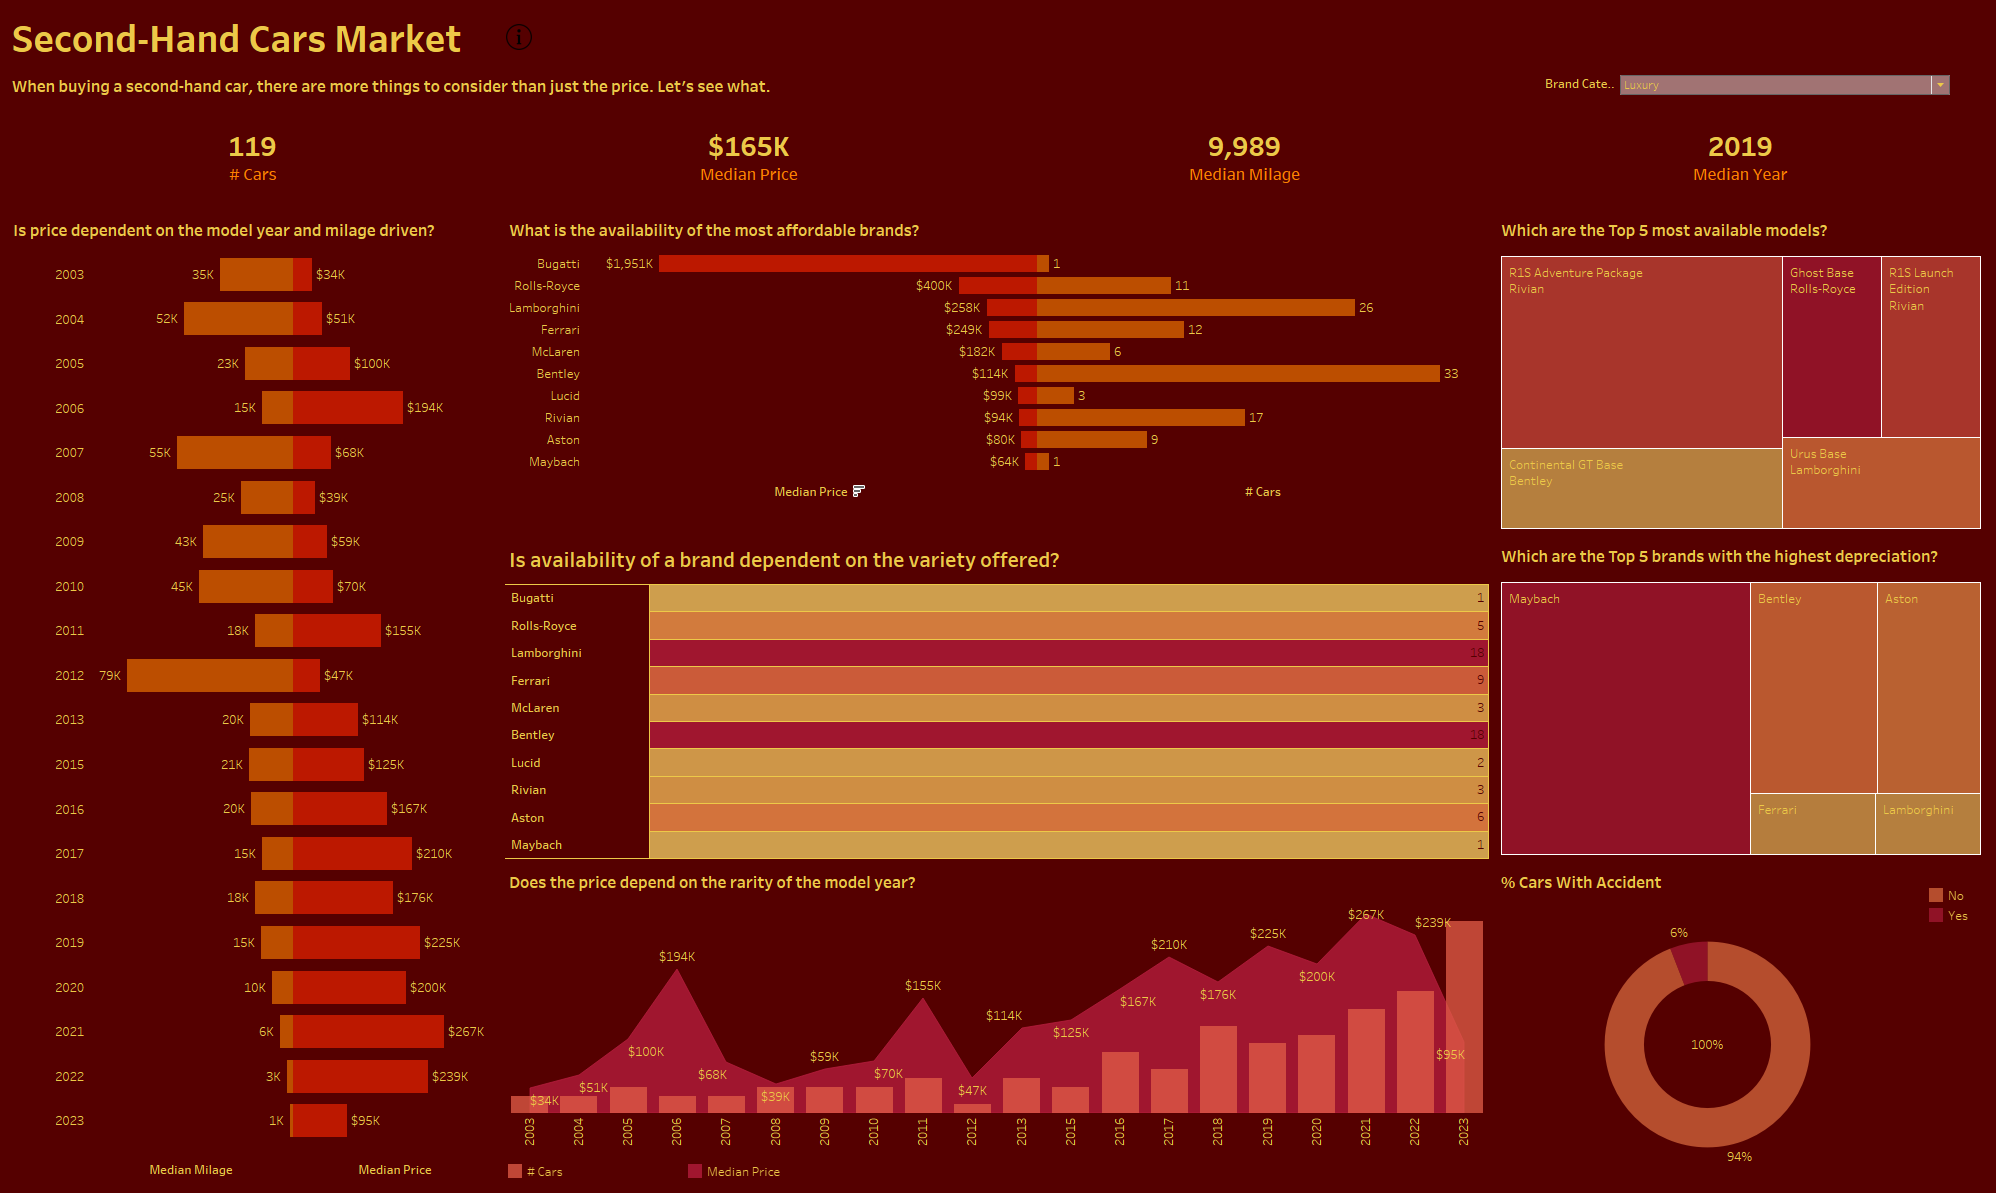 Second-Hand Cars Market
When buying a second-hand car, there are more things to consider than just the price. Let's see what.
Brand Cate.. Luxury
119
# Cars
$165K
Median Price
9,989
Median Milage
2019
Median Year
Is price dependent on the model year and milage driven?
2003 35K $34K
2004 52K $51K
2005 23K $100K
2006 15K $194K
2007 55K $68K
2008 25K $39K
2009 43K $59K
2010 45K $70K
2011 18K $155K
2012 79K $47K
2013 20K $114K
2015 21K $125K
2016 20K $167K
2017 15K $210K
2018 18K $176K
2019 15K $225K
2020 10K $200K
2021 6K $267K
2022 3K $239K
2023 1K $95K
Median Milage Median Price
What is the availability of the most affordable brands?
Bugatti $1,951K 1
Rolls-Royce $400K 11
Lamborghini $258K 26
Ferrari $249K 12
McLaren $182K 6
Bentley $114K 33
Lucid $99K 3
Rivian $94K 17
Aston $80K 9
Maybach $64K 1
Median Price # Cars
Is availability of a brand dependent on the variety offered?
Bugatti 1
Rolls-Royce 5
Lamborghini 18
Ferrari 9
McLaren 3
Bentley 18
Lucid 2
Rivian 3
Aston 6
Maybach 1
Does the price depend on the rarity of the model year?
$34K $51K $100K $194K $68K $39K $59K $70K $155K $47K $114K $125K $167K $210K $176K $225K $200K $267K $239K $95K
2003 2004 2005 2006 2007 2008 2009 2010 2011 2012 2013 2015 2016 2017 2018 2019 2020 2021 2022 2023
# Cars Median Price
Which are the Top 5 most available models?
R1S Adventure Package
Rivian
Ghost Base
Rolls-Royce
R1S Launch
Edition
Rivian
Continental GT Base
Bentley
Urus Base
Lamborghini
Which are the Top 5 brands with the highest depreciation?
Maybach
Bentley
Aston
Ferrari
Lamborghini
% Cars With Accident
No
Yes
6%
100%
94%